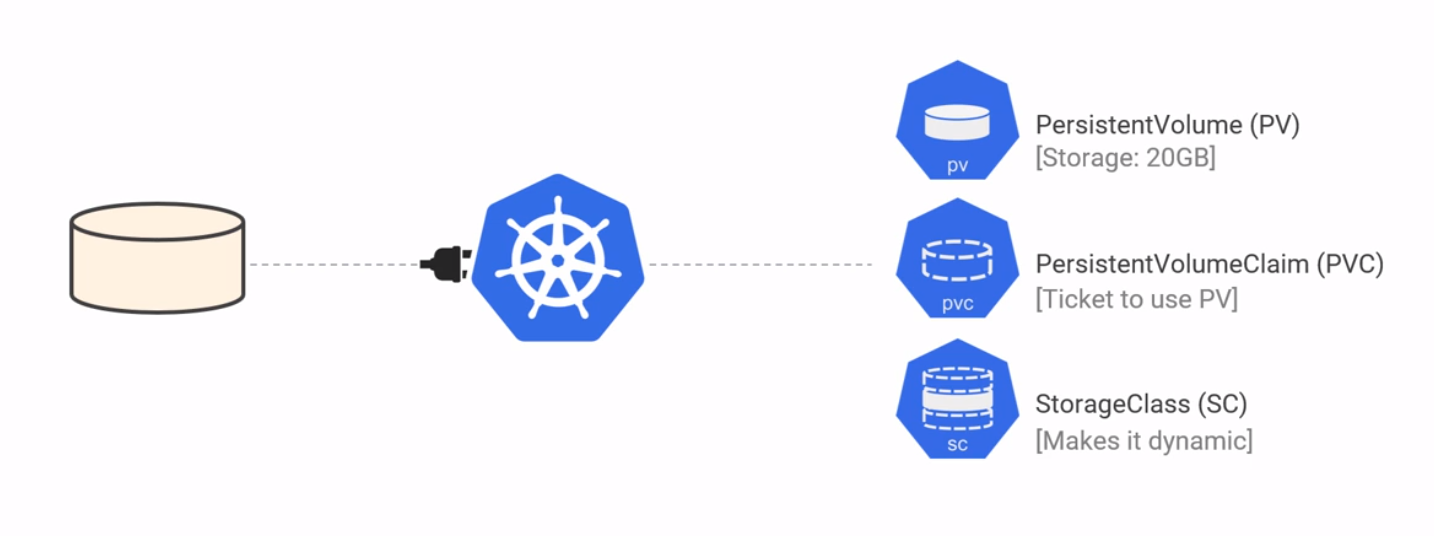 pv
PersistentVolume (PV)
[Storage: 20GB]
pvc
PersistentVolumeClaim (PVC)
[Ticket to use PV]
sc
StorageClass (SC)
[Makes it dynamic]